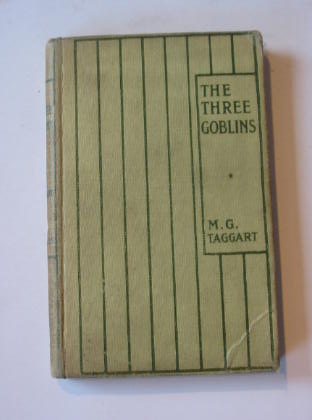 THE
THREE
GOBLINS
M. G.
TAGGART